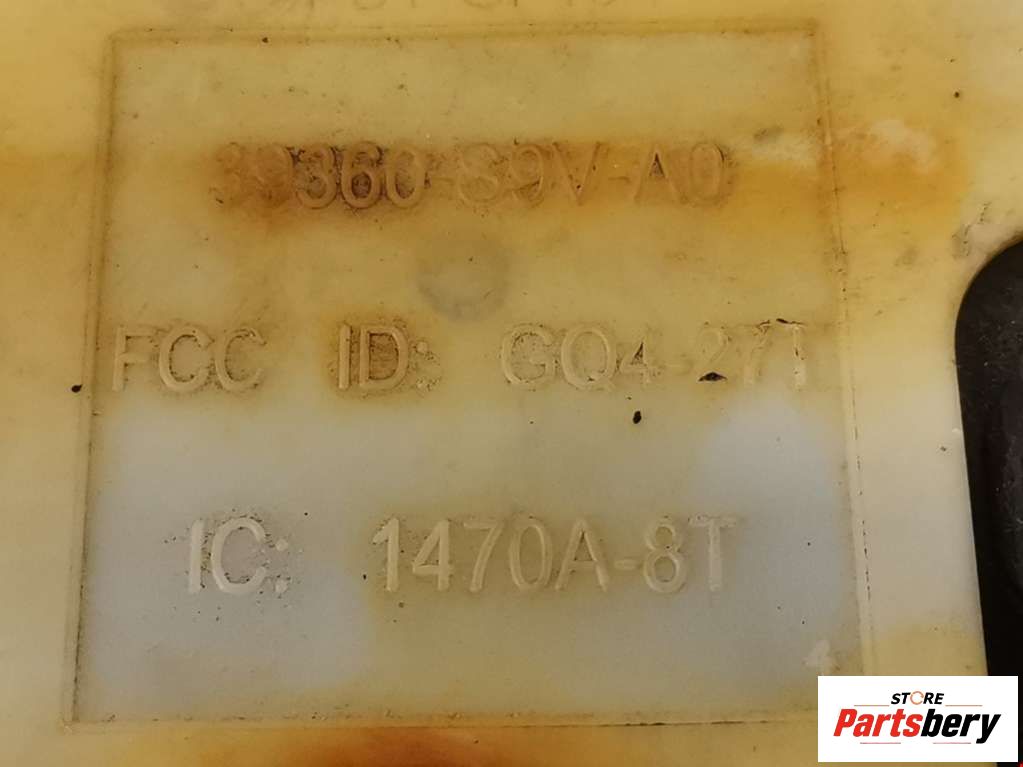 39360-S9V-A0
FCC ID: GQ4-27T
IC: 1470A-8T
STORE
Partsbery